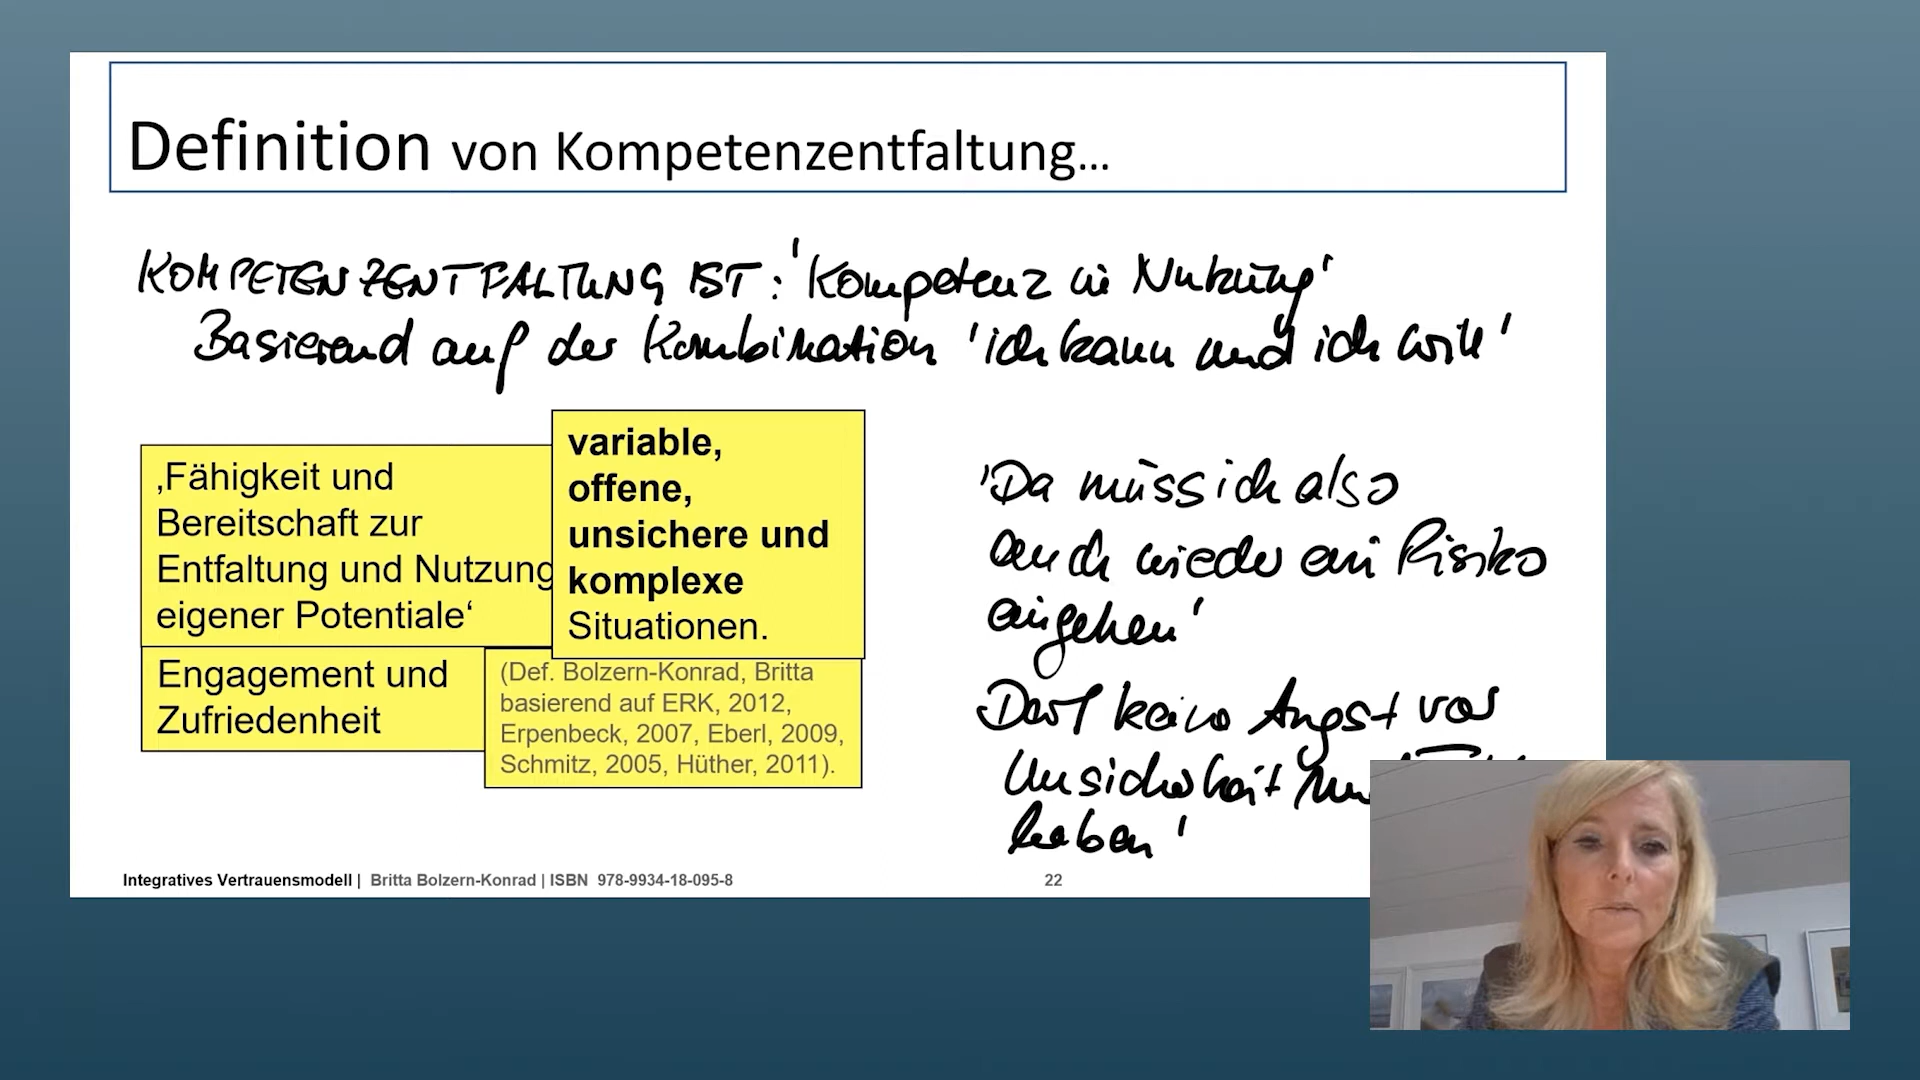 Definition von Kompetenzentfaltung...
KOMPETENZENTFALTUNG IST: 'Kompetenz in Nutzung'
Basierend auf der Kombination 'ich kann und ich will'
‚Fähigkeit und
Bereitschaft zur
Entfaltung und Nutzung
eigener Potentiale‘
variable,
offene,
unsichere und
komplexe
Situationen.
Engagement und
Zufriedenheit
(Def. Bolzern-Konrad, Britta
basierend auf ERK, 2012,
Erpenbeck, 2007, Eberl, 2009,
Schmitz, 2005, Hüther, 2011).
'Da muss ich also
auch wieder ein Risiko
eingehen'
Darf keine Angst vor
Unsicherheit
haben'
Integratives Vertrauensmodell | Britta Bolzern-Konrad | ISBN 978-9934-18-095-8
22